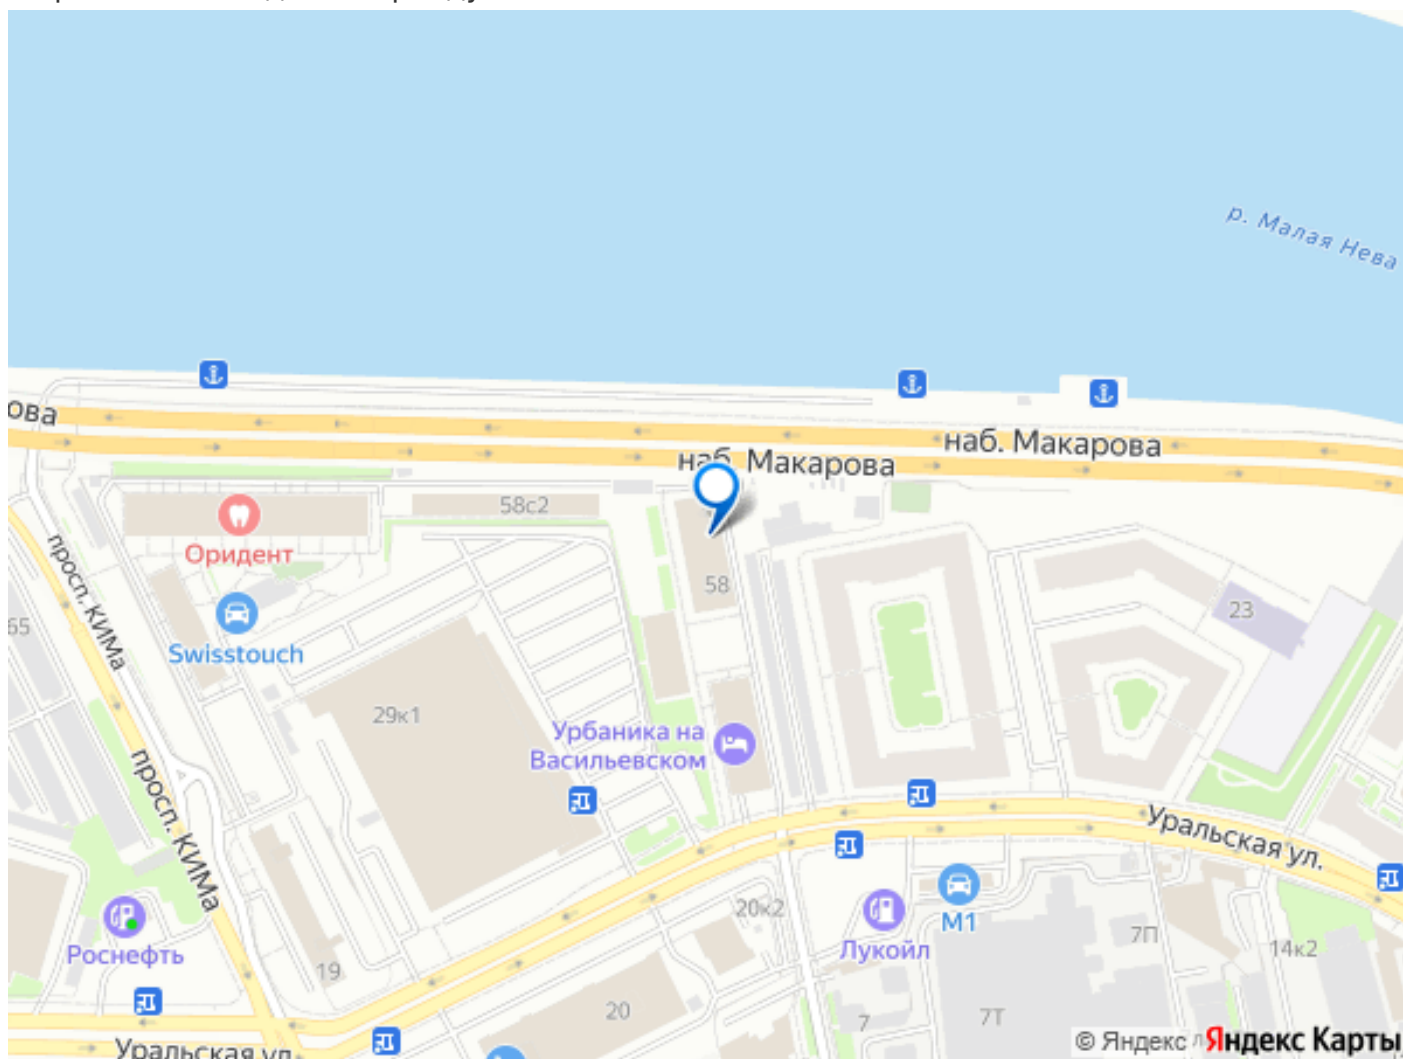 р. Малая Нева
ова
наб. Макарова
наб. Макарова
58с2
Оридент
просп. КИМа
58
23
65
Swisstouch
29к1
Урбаника на
Васильевском
просп. КИМа
Уральская ул.
М1
20к2
Роснефть
Лукойл
7П
14к2
19
20
7
7Т
Уральская ул.
© Яндекс Яндекс Карты